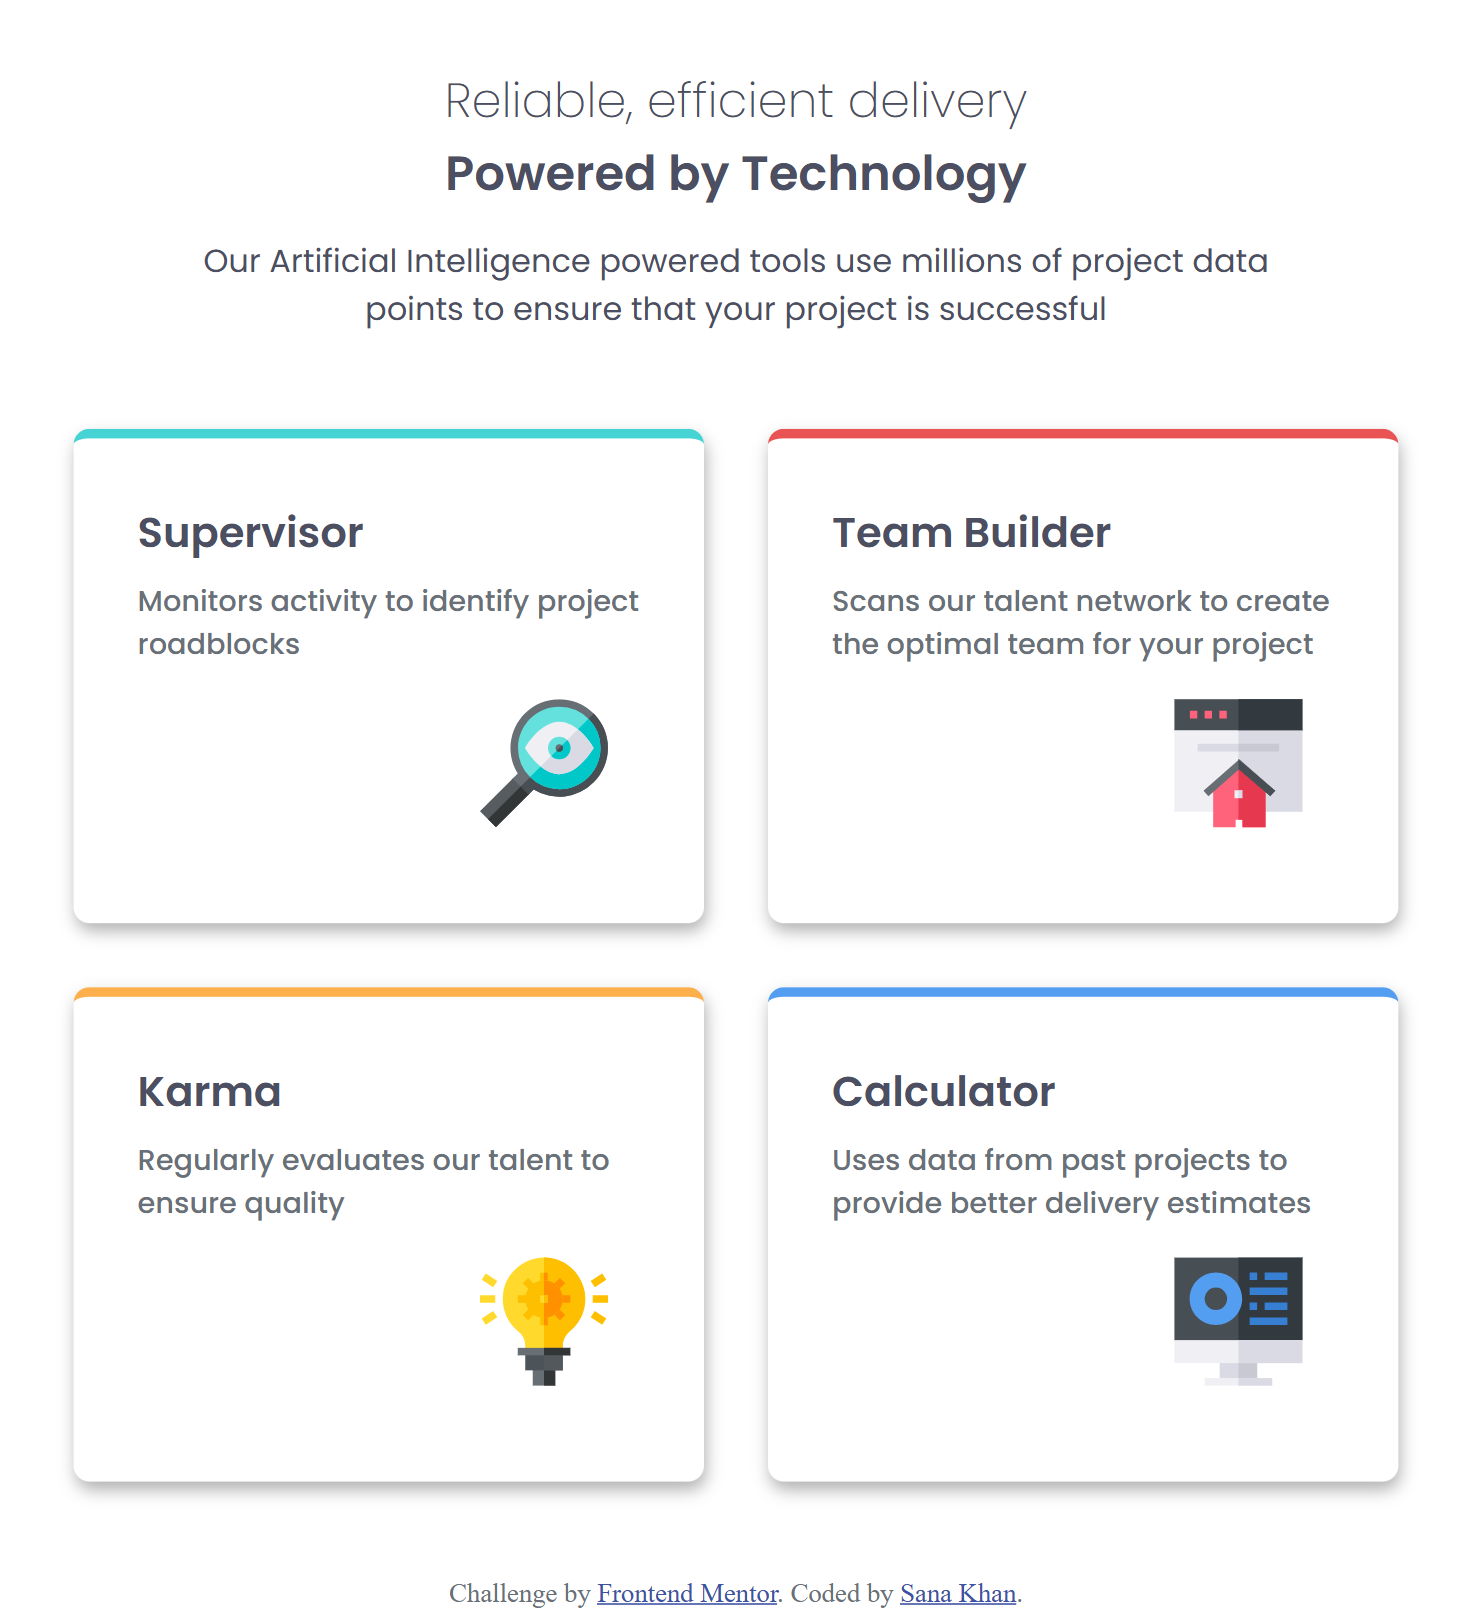 Reliable, efficient delivery
Powered by Technology
Our Artificial Intelligence powered tools use millions of project data
points to ensure that your project is successful
Supervisor
Monitors activity to identify project
roadblocks
Team Builder
Scans our talent network to create
the optimal team for your project
Karma
Regularly evaluates our talent to
ensure quality
Calculator
Uses data from past projects to
provide better delivery estimates
Challenge by Frontend Mentor. Coded by Sana Khan.